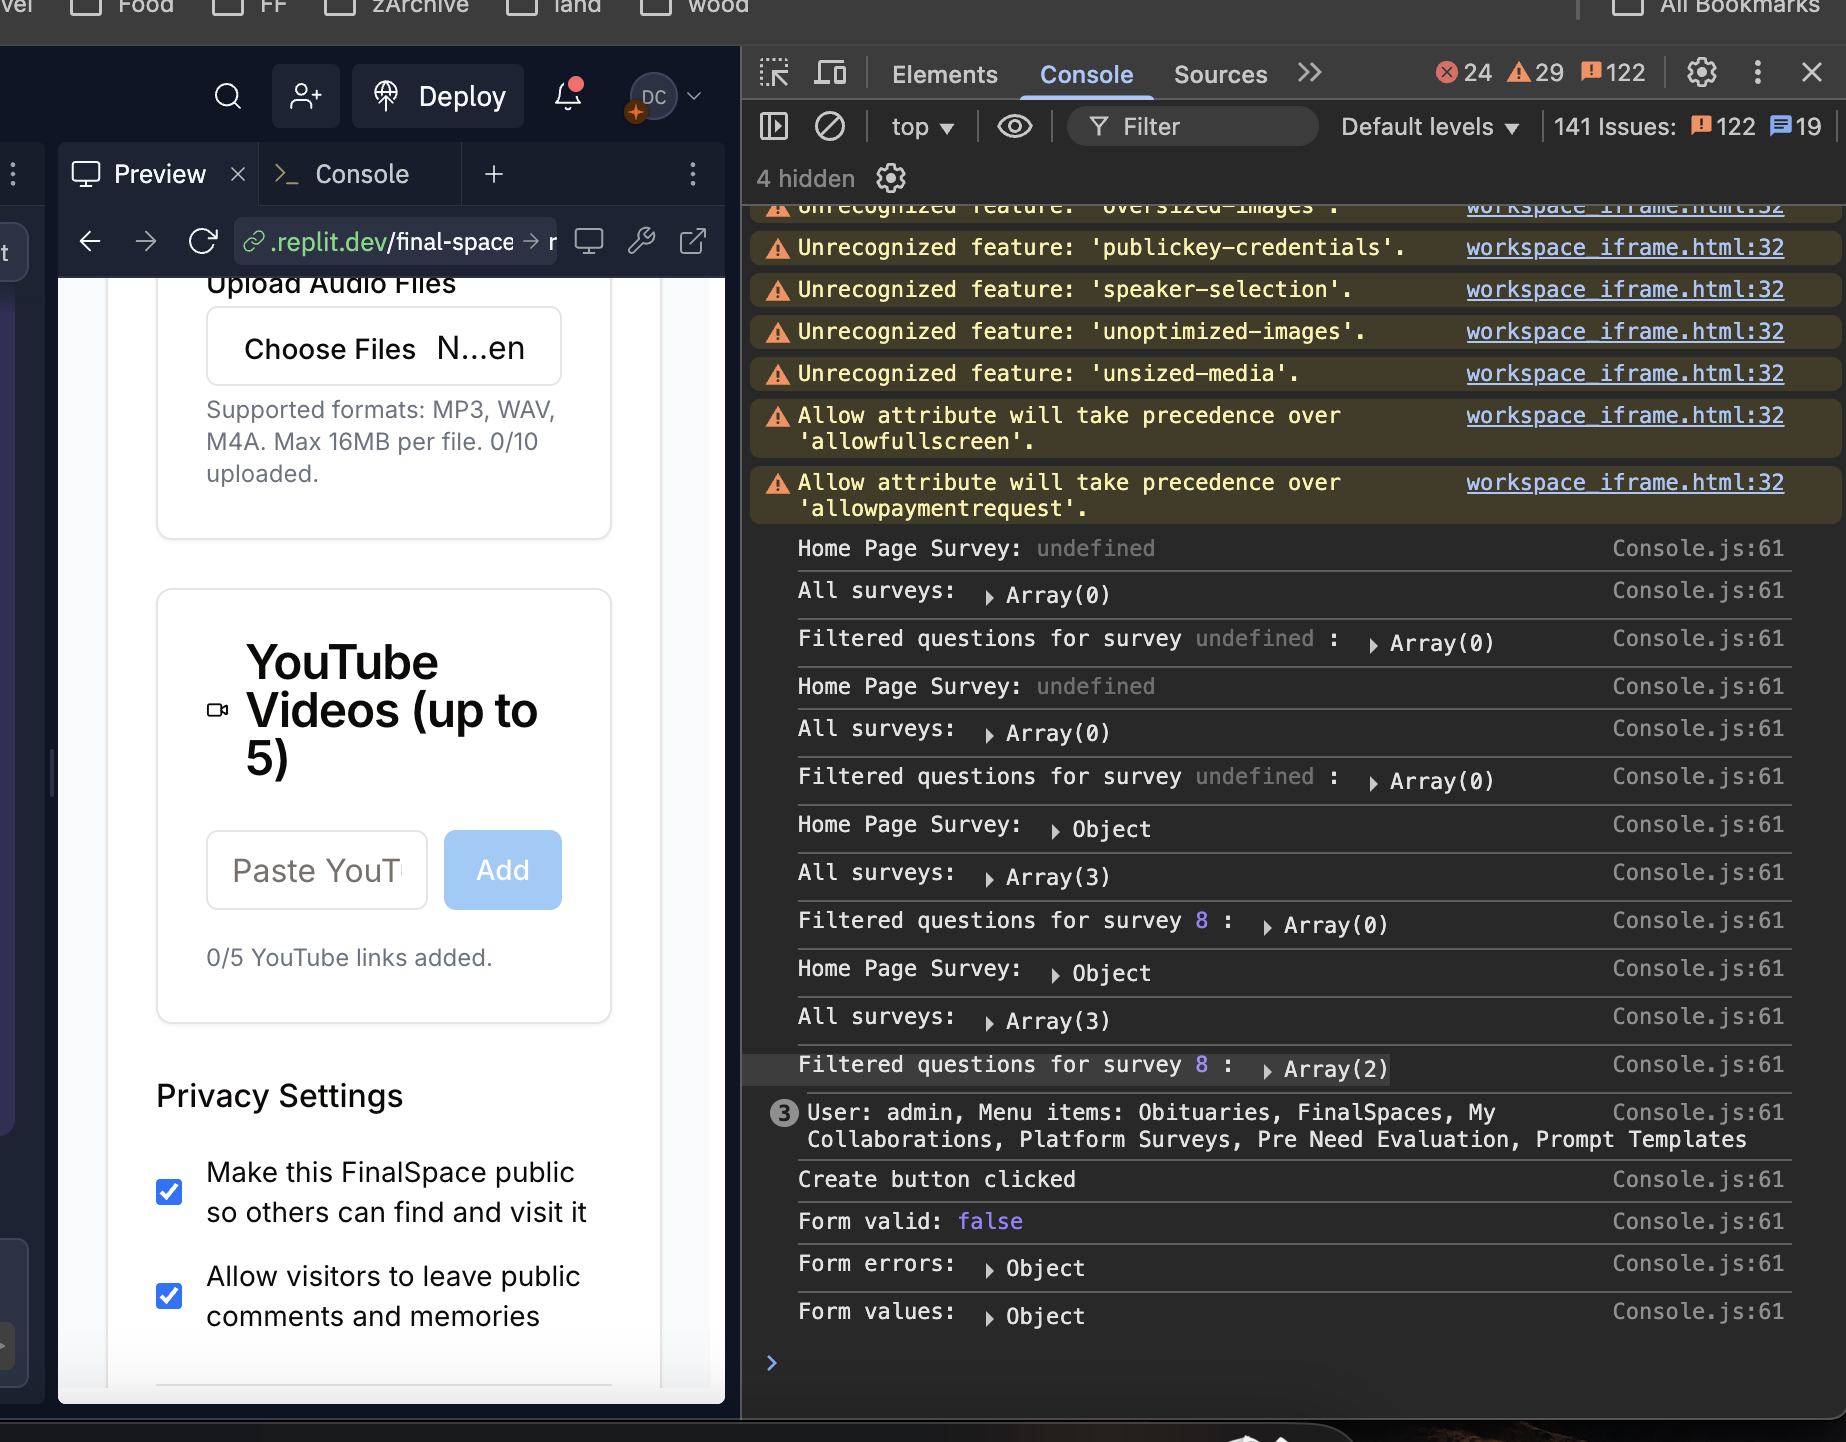 vel
Food
FF
zArchive
land
wood
All Bookmarks
Deploy
DC
Preview
Console
.replit.dev/final-space
r
t
Upload Audio Files
Choose Files N...en
Supported formats: MP3, WAV,
M4A. Max 16MB per file. 0/10
uploaded.
YouTube
Videos (up to
5)
Paste YouT
Add
0/5 YouTube links added.
Privacy Settings
Make this FinalSpace public
so others can find and visit it
Allow visitors to leave public
comments and memories
Elements
Console
Sources
24
29
122
top
Filter
Default levels
141 Issues: 122 19
4 hidden
Unrecognized feature: 'oversized-images'. workspace_iframe.html:32
Unrecognized feature: 'publickey-credentials'. workspace_iframe.html:32
Unrecognized feature: 'speaker-selection'. workspace_iframe.html:32
Unrecognized feature: 'unoptimized-images'. workspace_iframe.html:32
Unrecognized feature: 'unsized-media'. workspace_iframe.html:32
Allow attribute will take precedence over workspace_iframe.html:32
'allowfullscreen'.
Allow attribute will take precedence over workspace_iframe.html:32
'allowpaymentrequest'.
Home Page Survey: undefined Console.js:61
All surveys: Array(0) Console.js:61
Filtered questions for survey undefined : Array(0) Console.js:61
Home Page Survey: undefined Console.js:61
All surveys: Array(0) Console.js:61
Filtered questions for survey undefined : Array(0) Console.js:61
Home Page Survey: Object Console.js:61
All surveys: Array(3) Console.js:61
Filtered questions for survey 8 : Array(0) Console.js:61
Home Page Survey: Object Console.js:61
All surveys: Array(3) Console.js:61
Filtered questions for survey 8 : Array(2) Console.js:61
3 User: admin, Menu items: Obituaries, FinalSpaces, My Console.js:61
Collaborations, Platform Surveys, Pre Need Evaluation, Prompt Templates
Create button clicked Console.js:61
Form valid: false Console.js:61
Form errors: Object Console.js:61
Form values: Object Console.js:61